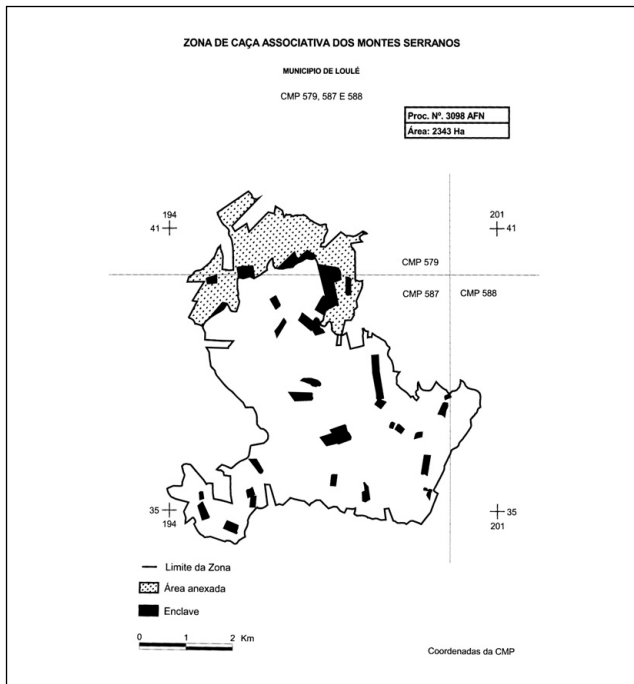 ZONA DE CAÇA ASSOCIATIVA DOS MONTES SERRANOS
MUNICIPIO DE LOULÉ
CMP 579, 587 E 588
Proc. Nº. 3098 AFN
Área: 2343 Ha
194
41
201
41
CMP 579
CMP 587
CMP 588
35
194
35
201
Limite da Zona
Área anexada
Enclave
0 1 2 Km
Coordenadas da CMP